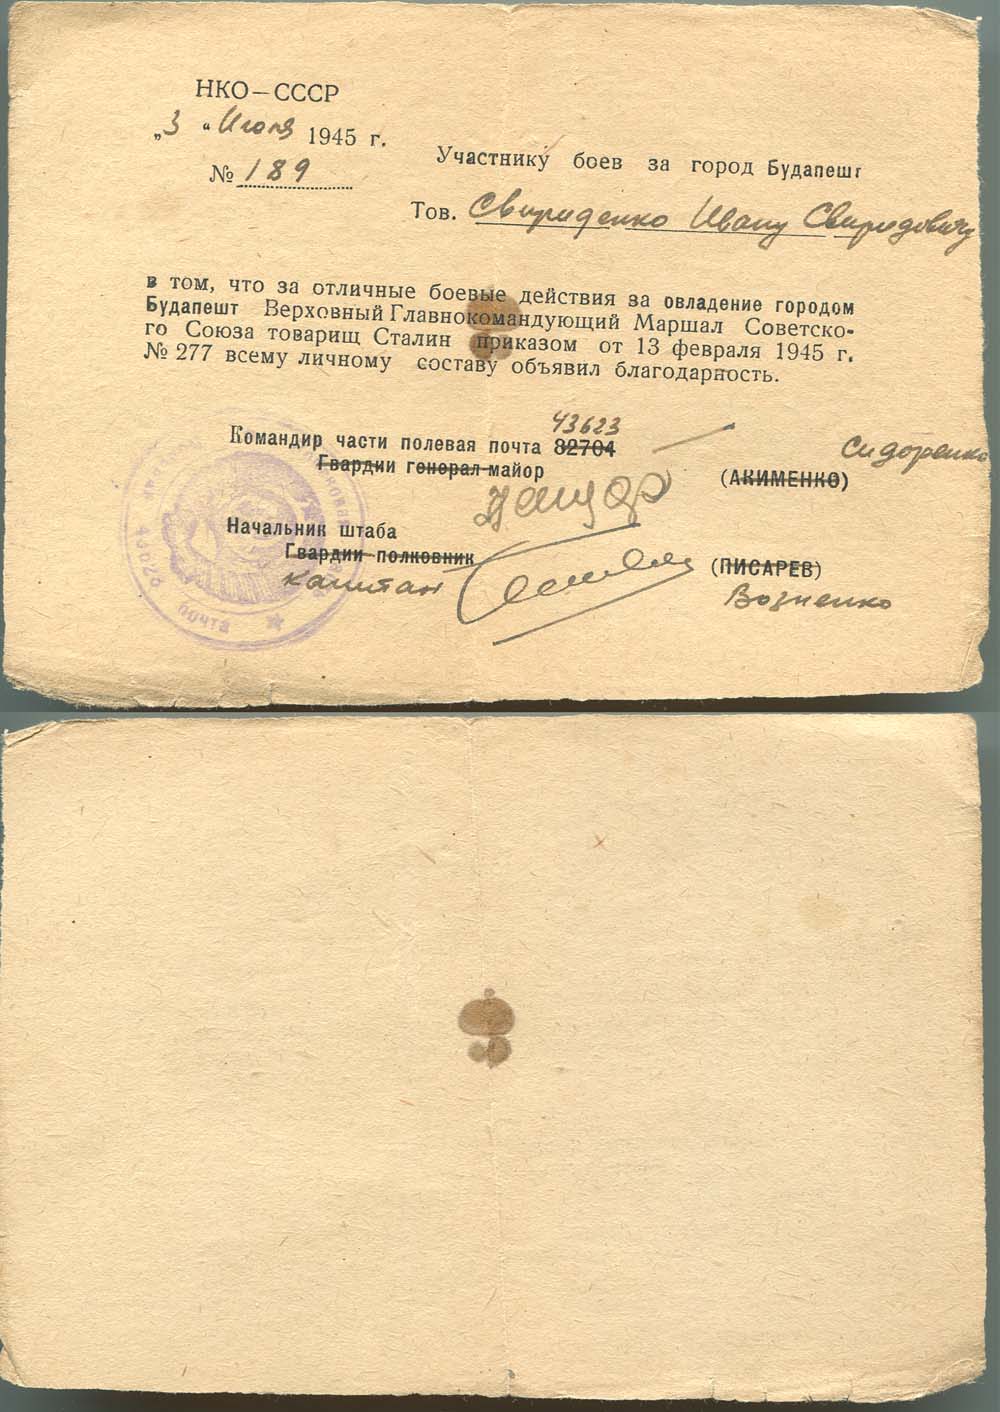 НКО—СССР
„3 “ Июля 1945 г.
№ 189
Участнику боев за город Будапешт
Тов. Свириденко Ивану Свиридовичу
в том, что за отличные боевые действия за овладение городом
Будапешт Верховный Главнокомандующий Маршал Советско-
го Союза товарищ Сталин приказом от 13 февраля 1945 г.
№ 277 всему личному составу объявил благодарность.
43623
Командир части полевая почта 82704
Сидоренко
Гвардии генерал-майор (АКИМЕНКО)
Начальник штаба
Гвардии полковник (ПИСАРЕВ)
капитан Возненко
почта